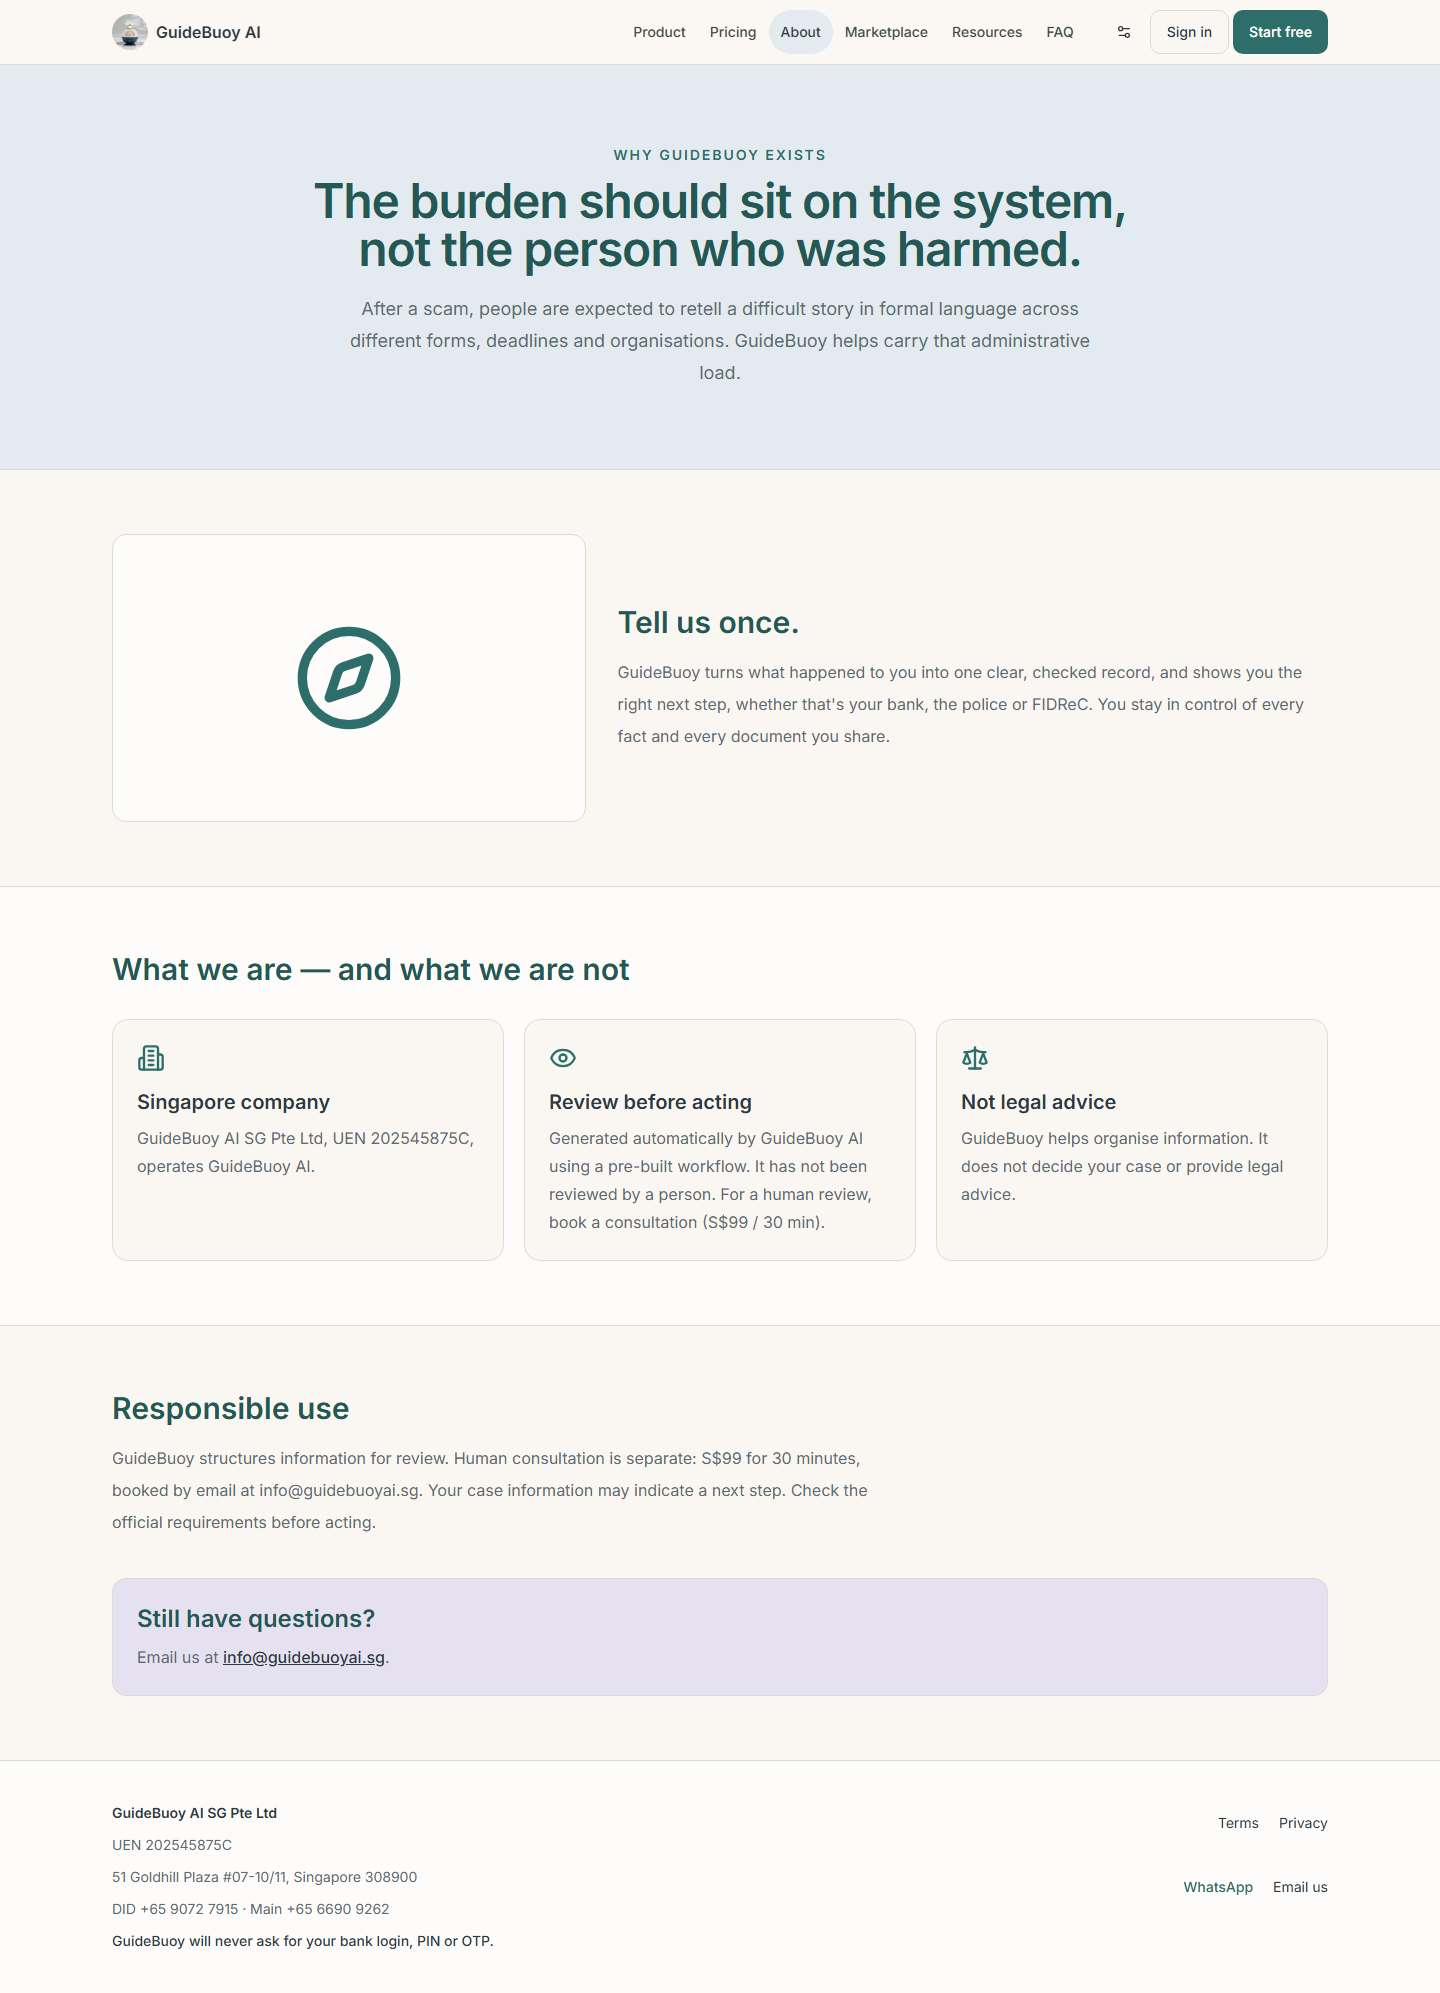 GuideBuoy AI
Product
Pricing
About
Marketplace
Resources
FAQ
Sign in
Start free
WHY GUIDEBUOY EXISTS
The burden should sit on the system,
not the person who was harmed.
After a scam, people are expected to retell a difficult story in formal language across
different forms, deadlines and organisations. GuideBuoy helps carry that administrative
load.
Tell us once.
GuideBuoy turns what happened to you into one clear, checked record, and shows you the
right next step, whether that's your bank, the police or FIDReC. You stay in control of every
fact and every document you share.
What we are — and what we are not
Singapore company
GuideBuoy AI SG Pte Ltd, UEN 202545875C,
operates GuideBuoy AI.
Review before acting
Generated automatically by GuideBuoy AI
using a pre-built workflow. It has not been
reviewed by a person. For a human review,
book a consultation (S$99 / 30 min).
Not legal advice
GuideBuoy helps organise information. It
does not decide your case or provide legal
advice.
Responsible use
GuideBuoy structures information for review. Human consultation is separate: S$99 for 30 minutes,
booked by email at info@guidebuoyai.sg. Your case information may indicate a next step. Check the
official requirements before acting.
Still have questions?
Email us at info@guidebuoyai.sg.
GuideBuoy AI SG Pte Ltd
UEN 202545875C
51 Goldhill Plaza #07-10/11, Singapore 308900
DID +65 9072 7915 · Main +65 6690 9262
GuideBuoy will never ask for your bank login, PIN or OTP.
Terms
Privacy
WhatsApp
Email us